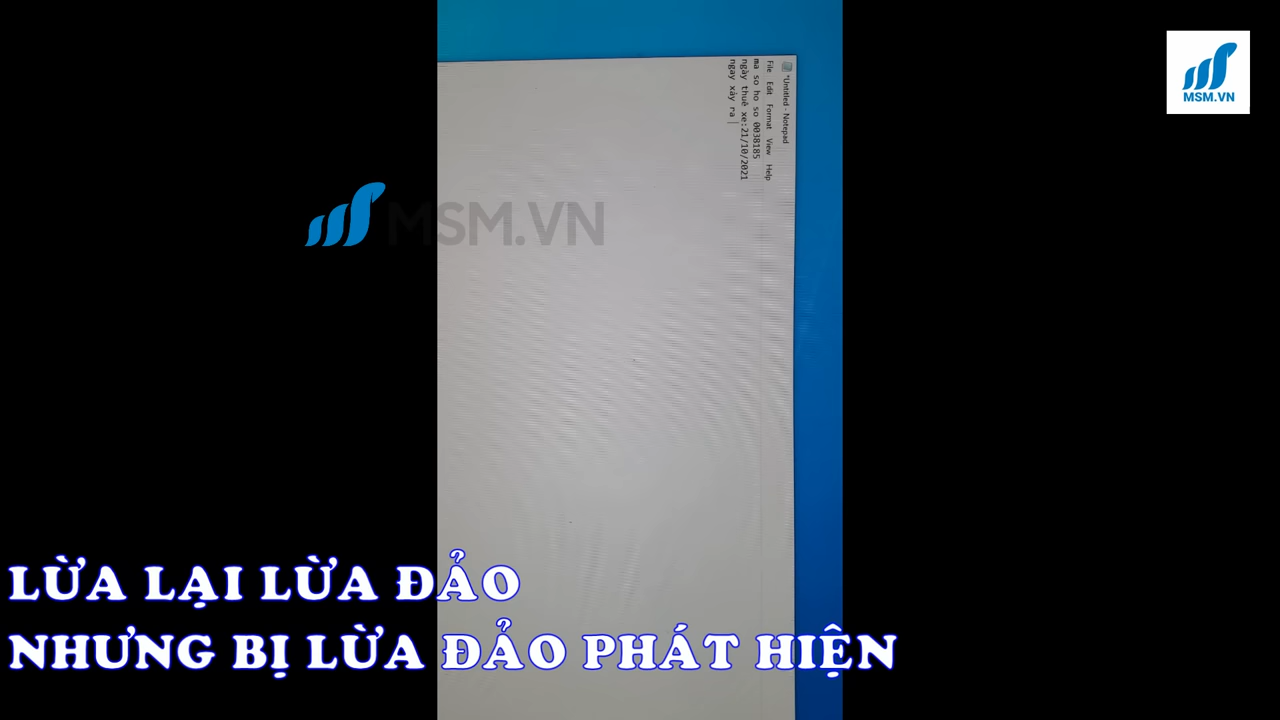 MSM.VN
*Untitled - Notepad
File Edit Format View Help
ma so ho so 0038185
ngày thuê xe:21/10/2021
ngay xảy ra
MSM.VN
LỪA LẠI LỪA ĐẢO
NHƯNG BỊ LỪA ĐẢO PHÁT HIỆN